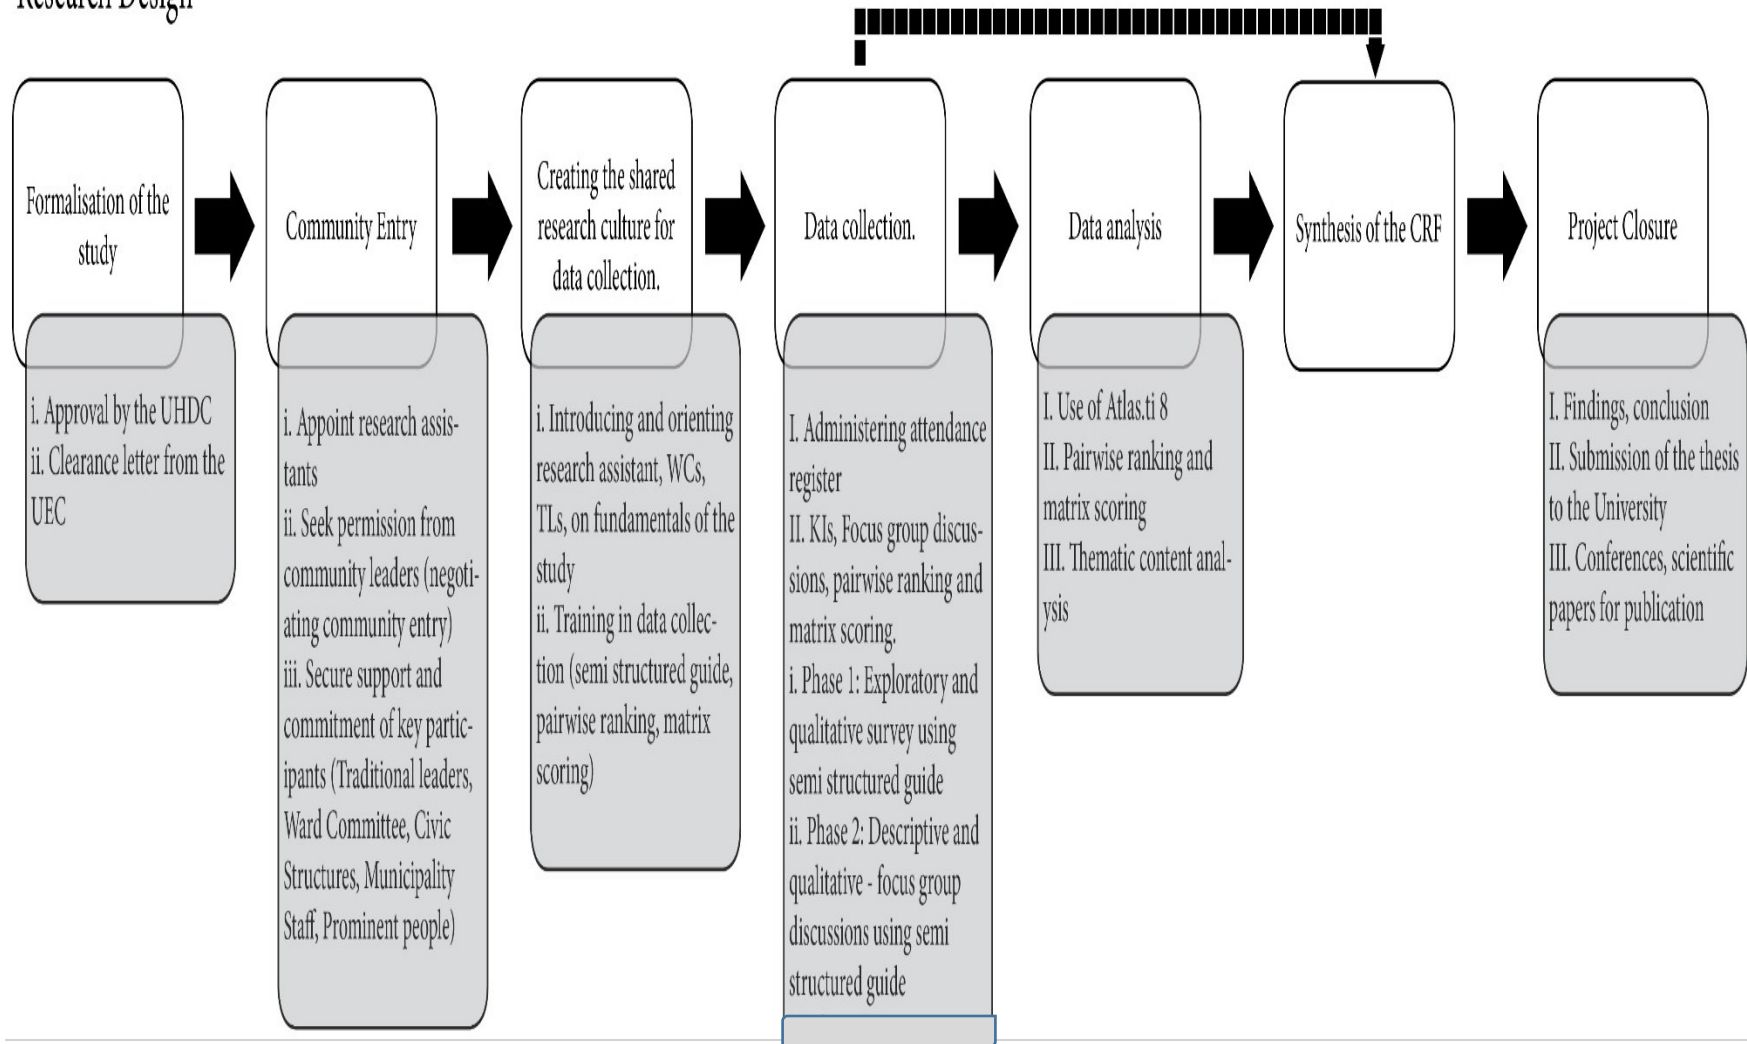 Research Design
Formalisation of the
study
i. Approval by the UHDC
ii. Clearance letter from the
UEC
Community Entry
i. Appoint research assis-
tants
ii. Seek permission from
community leaders (negoti-
ating community entry)
iii. Secure support and
commitment of key partic-
ipants (Traditional leaders,
Ward Committee, Civic
Structures, Municipality
Staff, Prominent people)
Creating the shared
research culture for
data collection.
i. Introducing and orienting
research assistant, WCs,
TLs, on fundamentals of the
study
ii. Training in data collec-
tion (semi structured guide,
pairwise ranking, matrix
scoring)
Data collection.
I. Administering attendance
register
II. KIs, Focus group discus-
sions, pairwise ranking and
matrix scoring.
i. Phase 1: Exploratory and
qualitative survey using
semi structured guide
ii. Phase 2: Descriptive and
qualitative - focus group
discussions using semi
structured guide
Data analysis
I. Use of Atlas.ti 8
II. Pairwise ranking and
matrix scoring
III. Thematic content anal-
ysis
Synthesis of the CRF
Project Closure
I. Findings, conclusion
II. Submission of the thesis
to the University
III. Conferences, scientific
papers for publication